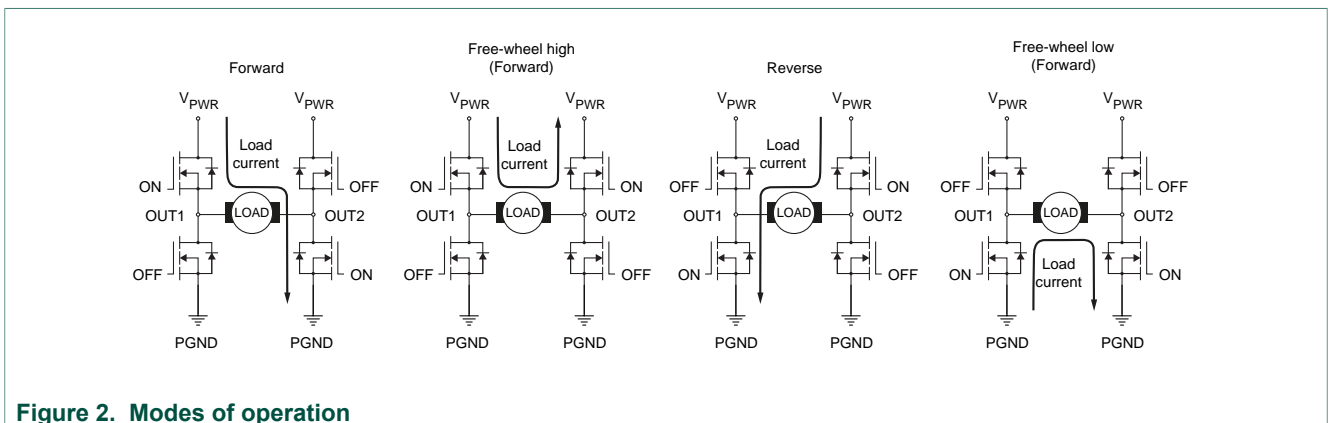 Forward
V_PWR V_PWR
Load
current
ON OFF
OUT1 LOAD OUT2
OFF ON
PGND PGND
Free-wheel high
(Forward)
V_PWR V_PWR
Load
current
ON ON
OUT1 LOAD OUT2
OFF OFF
PGND PGND
Reverse
V_PWR V_PWR
Load
current
OFF OFF
OUT1 LOAD OUT2
ON ON
PGND PGND
Free-wheel low
(Forward)
V_PWR V_PWR
OFF OFF
OUT1 LOAD OUT2
ON ON
Load
current
PGND PGND
Figure 2. Modes of operation